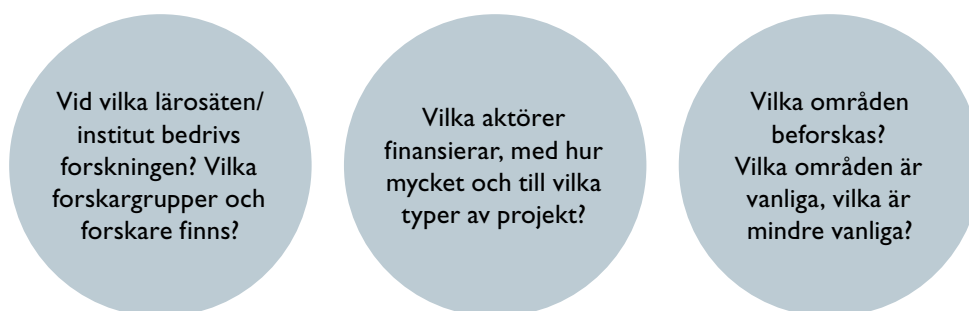 Vid vilka lärosäten/
institut bedrivs
forskningen? Vilka
forskargrupper och
forskare finns?
Vilka aktörer
finansierar, med hur
mycket och till vilka
typer av projekt?
Vilka områden
beforskas?
Vilka områden är
vanliga, vilka är
mindre vanliga?